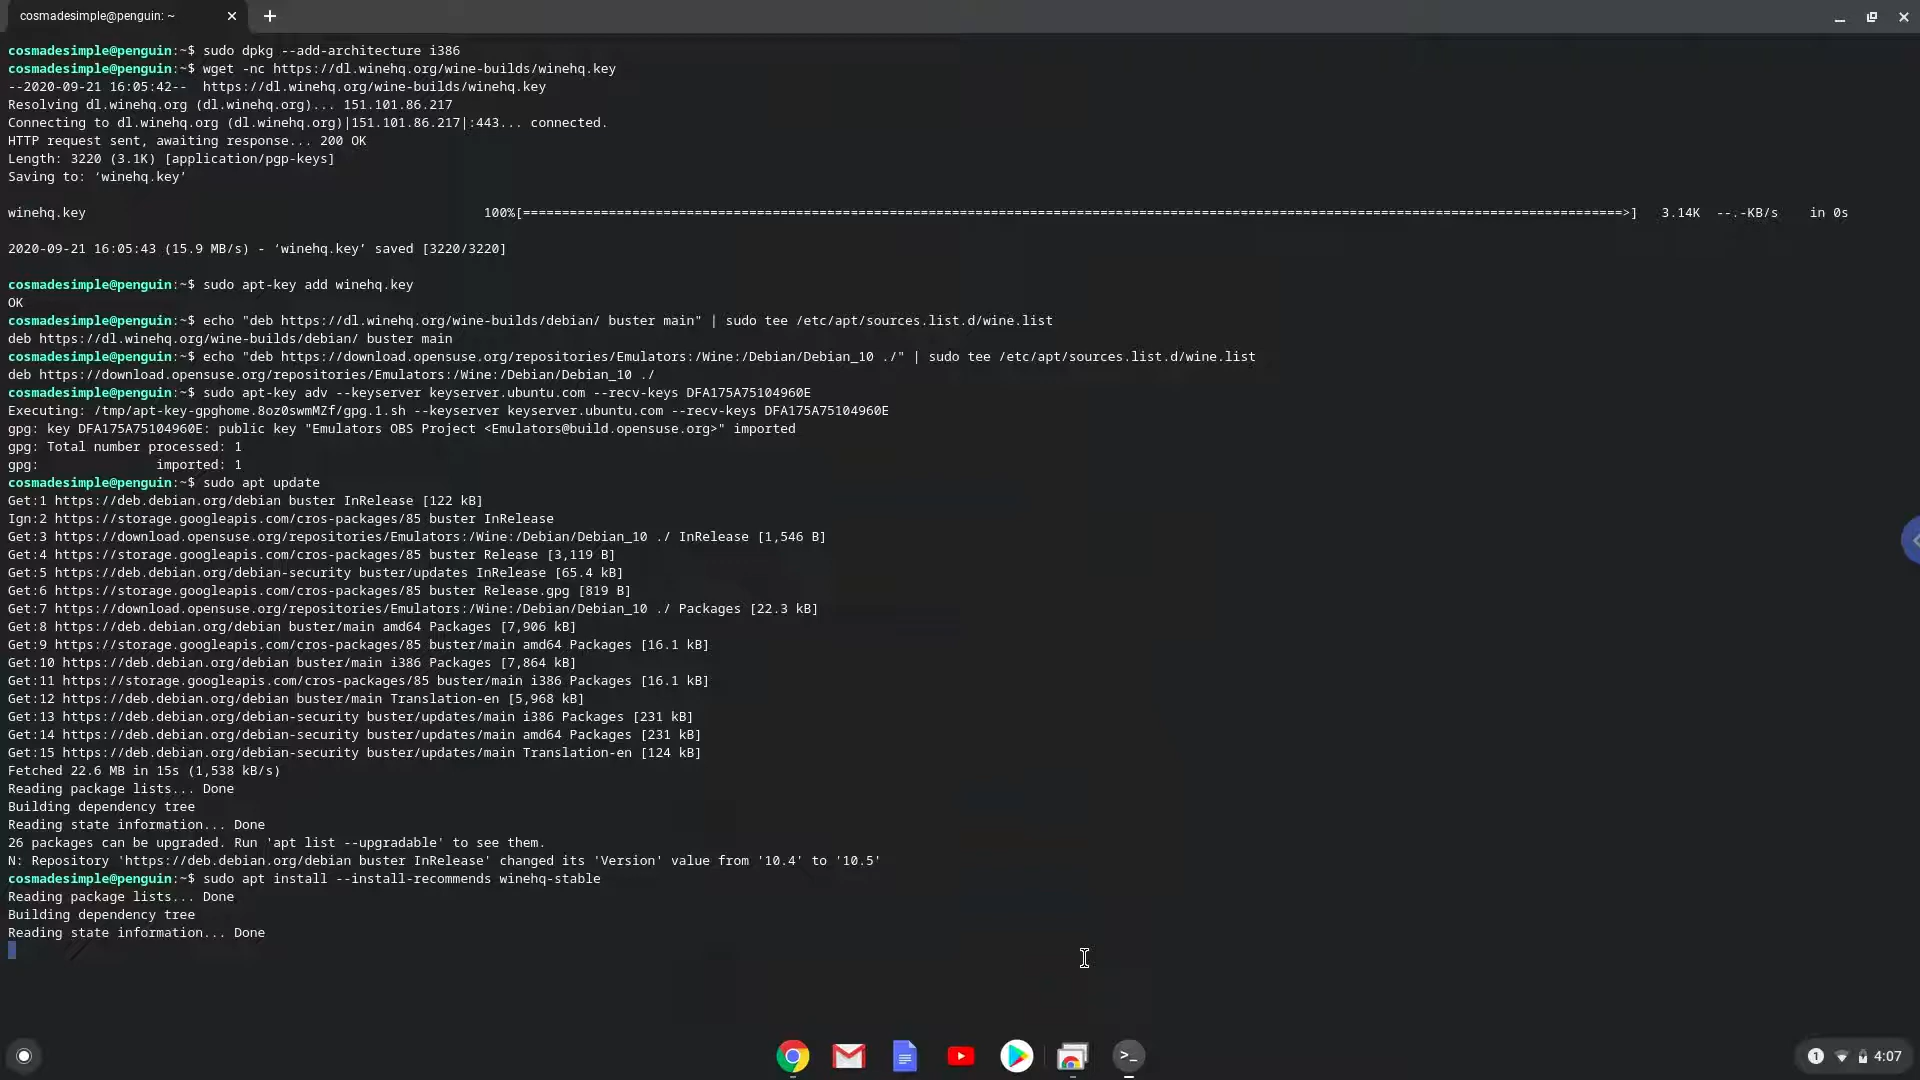 cosmadesimple@penguin: ~
cosmadesimple@penguin:~$ sudo dpkg --add-architecture i386
cosmadesimple@penguin:~$ wget -nc https://dl.winehq.org/wine-builds/winehq.key
--2020-09-21 16:05:42--  https://dl.winehq.org/wine-builds/winehq.key
Resolving dl.winehq.org (dl.winehq.org)... 151.101.86.217
Connecting to dl.winehq.org (dl.winehq.org)|151.101.86.217|:443... connected.
HTTP request sent, awaiting response... 200 OK
Length: 3220 (3.1K) [application/pgp-keys]
Saving to: ‘winehq.key’
winehq.key 100%[============================================================>] 3.14K --.-KB/s in 0s
2020-09-21 16:05:43 (15.9 MB/s) - ‘winehq.key’ saved [3220/3220]
cosmadesimple@penguin:~$ sudo apt-key add winehq.key
OK
cosmadesimple@penguin:~$ echo "deb https://dl.winehq.org/wine-builds/debian/ buster main" | sudo tee /etc/apt/sources.list.d/wine.list
deb https://dl.winehq.org/wine-builds/debian/ buster main
cosmadesimple@penguin:~$ echo "deb https://download.opensuse.org/repositories/Emulators:/Wine:/Debian/Debian_10 ./" | sudo tee /etc/apt/sources.list.d/wine.list
deb https://download.opensuse.org/repositories/Emulators:/Wine:/Debian/Debian_10 ./
cosmadesimple@penguin:~$ sudo apt-key adv --keyserver keyserver.ubuntu.com --recv-keys DFA175A75104960E
Executing: /tmp/apt-key-gpghome.8oz0swmMZf/gpg.1.sh --keyserver keyserver.ubuntu.com --recv-keys DFA175A75104960E
gpg: key DFA175A75104960E: public key "Emulators OBS Project <Emulators@build.opensuse.org>" imported
gpg: Total number processed: 1
gpg:               imported: 1
cosmadesimple@penguin:~$ sudo apt update
Get:1 https://deb.debian.org/debian buster InRelease [122 kB]
Ign:2 https://storage.googleapis.com/cros-packages/85 buster InRelease
Get:3 https://download.opensuse.org/repositories/Emulators:/Wine:/Debian/Debian_10 ./ InRelease [1,546 B]
Get:4 https://storage.googleapis.com/cros-packages/85 buster Release [3,119 B]
Get:5 https://deb.debian.org/debian-security buster/updates InRelease [65.4 kB]
Get:6 https://storage.googleapis.com/cros-packages/85 buster Release.gpg [819 B]
Get:7 https://download.opensuse.org/repositories/Emulators:/Wine:/Debian/Debian_10 ./ Packages [22.3 kB]
Get:8 https://deb.debian.org/debian buster/main amd64 Packages [7,906 kB]
Get:9 https://storage.googleapis.com/cros-packages/85 buster/main amd64 Packages [16.1 kB]
Get:10 https://deb.debian.org/debian buster/main i386 Packages [7,864 kB]
Get:11 https://storage.googleapis.com/cros-packages/85 buster/main i386 Packages [16.1 kB]
Get:12 https://deb.debian.org/debian buster/main Translation-en [5,968 kB]
Get:13 https://deb.debian.org/debian-security buster/updates/main i386 Packages [231 kB]
Get:14 https://deb.debian.org/debian-security buster/updates/main amd64 Packages [231 kB]
Get:15 https://deb.debian.org/debian-security buster/updates/main Translation-en [124 kB]
Fetched 22.6 MB in 15s (1,538 kB/s)
Reading package lists... Done
Building dependency tree
Reading state information... Done
26 packages can be upgraded. Run 'apt list --upgradable' to see them.
N: Repository 'https://deb.debian.org/debian buster InRelease' changed its 'Version' value from '10.4' to '10.5'
cosmadesimple@penguin:~$ sudo apt install --install-recommends winehq-stable
Reading package lists... Done
Building dependency tree
Reading state information... Done
1 4:07